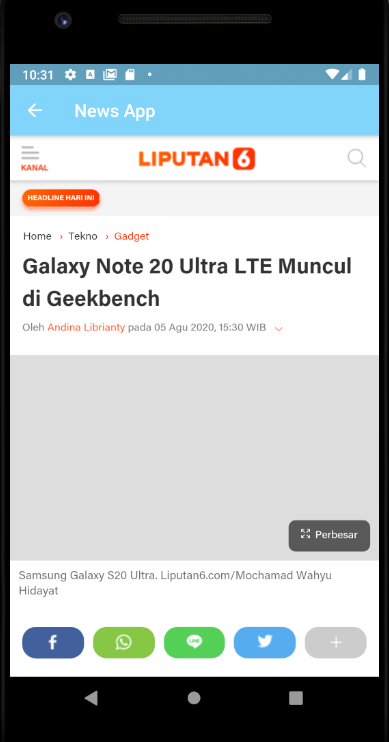 10:31
News App
KANAL
LIPUTAN 6
HEADLINE HARI INI
Home › Tekno › Gadget
Galaxy Note 20 Ultra LTE Muncul
di Geekbench
Oleh Andina Librianty pada 05 Agu 2020, 15:30 WIB
Perbesar
Samsung Galaxy S20 Ultra. Liputan6.com/Mochamad Wahyu
Hidayat